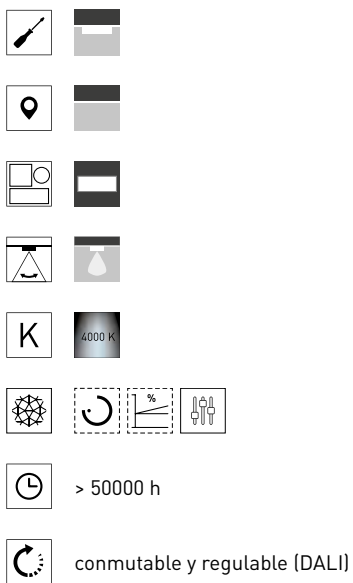 K
4000 K
%
> 50000 h
conmutable y regulable (DALI)